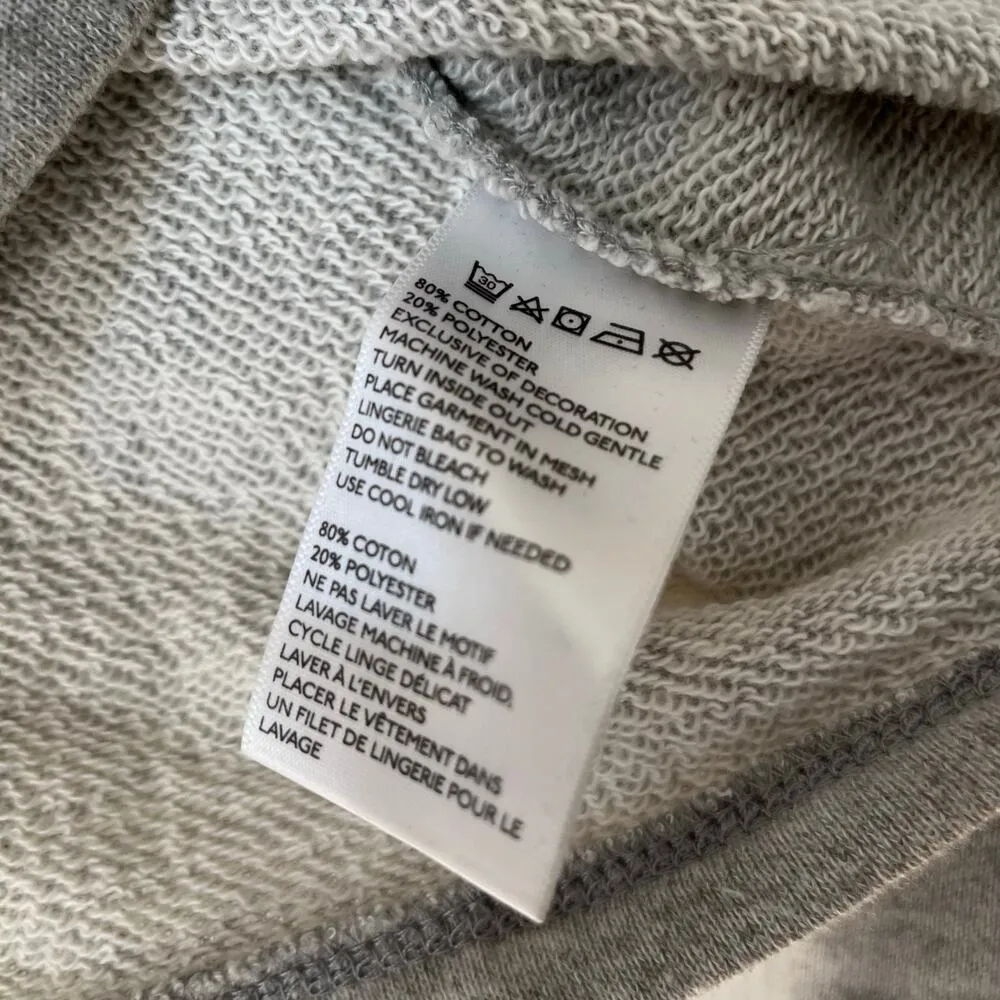 30
80% COTTON
20% POLYESTER
EXCLUSIVE OF DECORATION
MACHINE WASH COLD GENTLE
TURN INSIDE OUT
PLACE GARMENT IN MESH
LINGERIE BAG TO WASH
DO NOT BLEACH
TUMBLE DRY LOW
USE COOL IRON IF NEEDED
80% COTON
20% POLYESTER
NE PAS LAVER LE MOTIF
LAVAGE MACHINE À FROID,
CYCLE LINGE DÉLICAT
LAVER À L'ENVERS
PLACER LE VÊTEMENT DANS
UN FILET DE LINGERIE POUR LE
LAVAGE